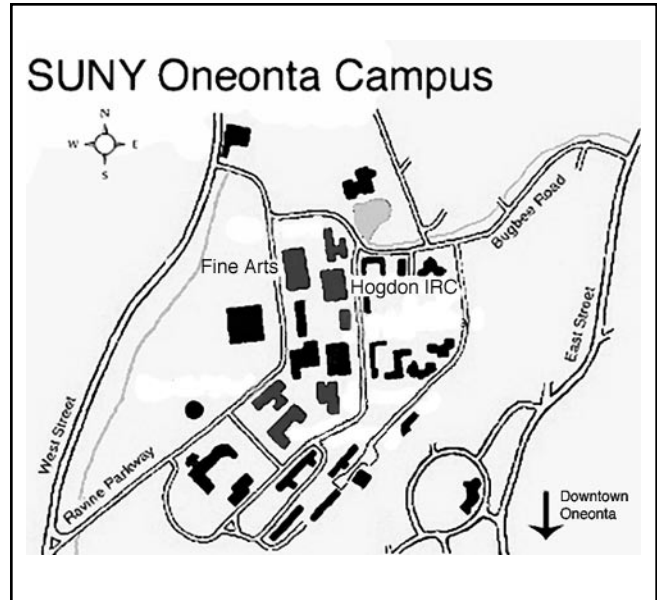 SUNY Oneonta Campus
N
W E
S
Fine Arts
Hogdon IRC
Bugbee Road
East Street
West Street
Ravine Parkway
Downtown
Oneonta